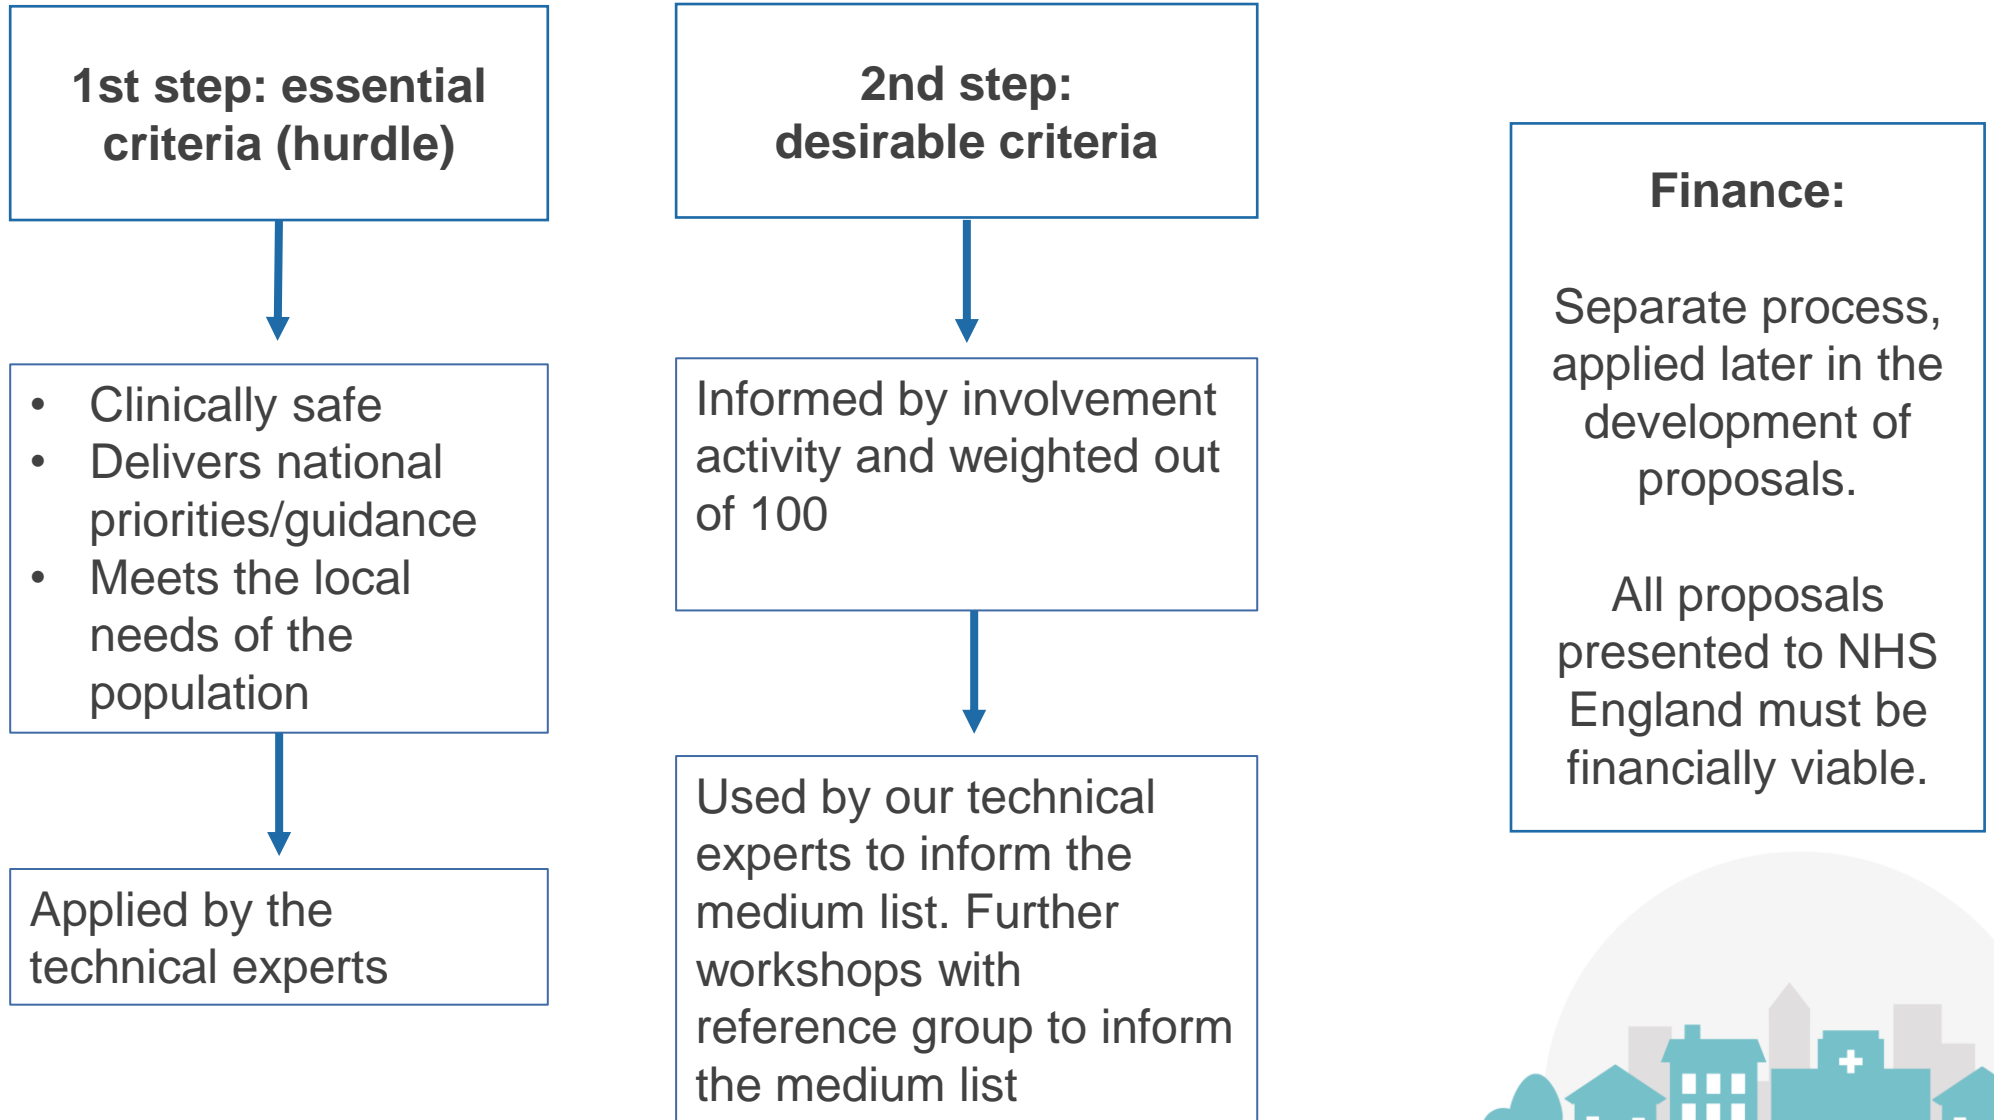 1st step: essential
criteria (hurdle)
• Clinically safe
• Delivers national
priorities/guidance
• Meets the local
needs of the
population
Applied by the
technical experts
2nd step:
desirable criteria
Informed by involvement
activity and weighted out
of 100
Used by our technical
experts to inform the
medium list. Further
workshops with
reference group to inform
the medium list
Finance:
Separate process,
applied later in the
development of
proposals.
All proposals
presented to NHS
England must be
financially viable.